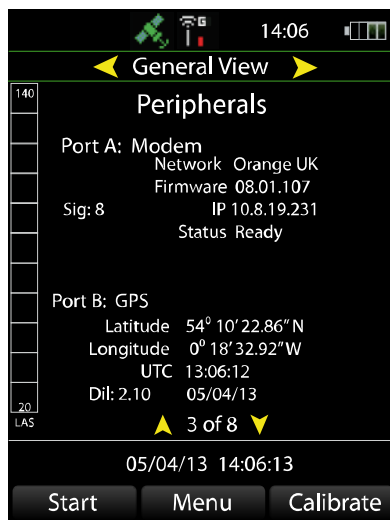 G
14:06
General View
140
Peripherals
Port A: Modem
Network Orange UK
Firmware 08.01.107
Sig: 8 IP 10.8.19.231
Status Ready
Port B: GPS
Latitude 54⁰ 10′ 22.86″ N
Longitude 0⁰ 18′ 32.92″ W
UTC 13:06:12
Dil: 2.10 05/04/13
20
LAS
3 of 8
05/04/13 14:06:13
Start Menu Calibrate